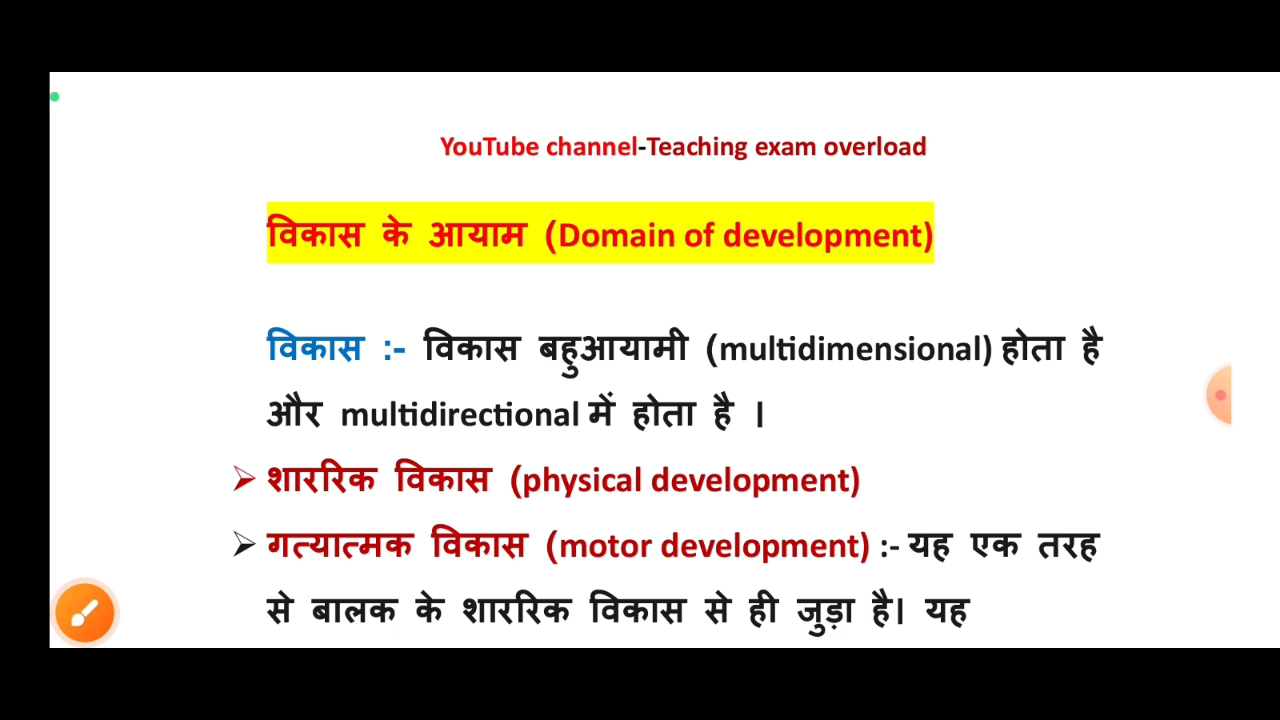 YouTube channel-Teaching exam overload
विकास के आयाम (Domain of development)
विकास :- विकास बहुआयामी (multidimensional) होता है
और multidirectional में होता है ।
➢ शाररिक विकास (physical development)
➢ गत्यात्मक विकास (motor development) :- यह एक तरह
से बालक के शाररिक विकास से ही जुड़ा है। यह